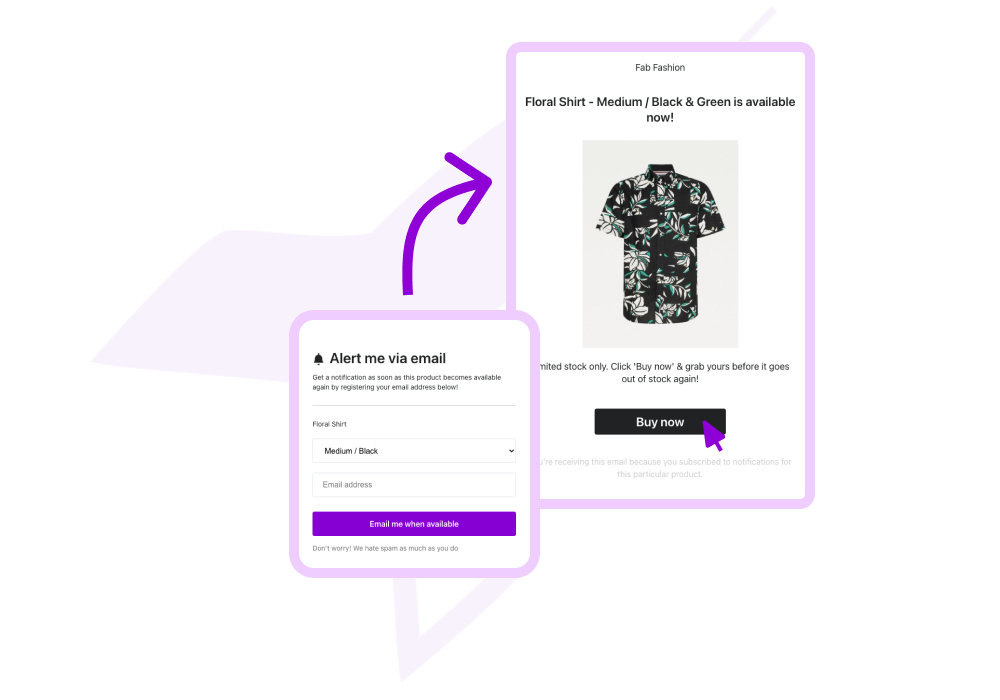 Fab Fashion
Floral Shirt - Medium / Black & Green is available
now!
mited stock only. Click 'Buy now' & grab yours before it goes
out of stock again!
Buy now
u're receiving this email because you subscribed to notifications for
this particular product.
Alert me via email
Get a notification as soon as this product becomes available
again by registering your email address below!
Floral Shirt
Medium / Black
Email address
Email me when available
Don't worry! We hate spam as much as you do